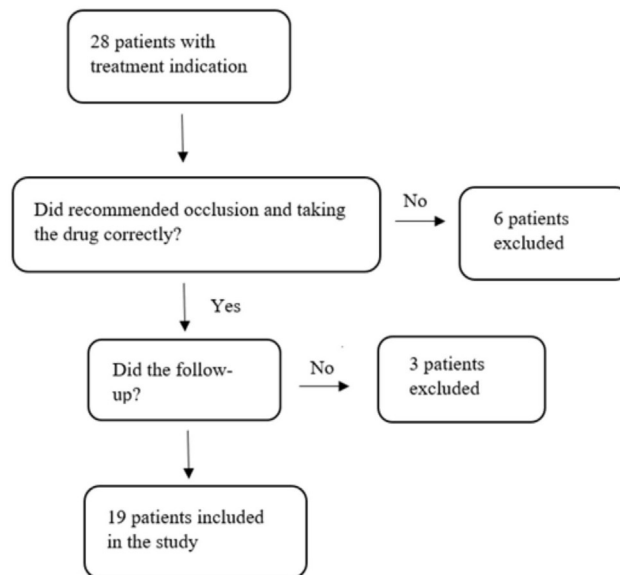 28 patients with
treatment indication
Did recommended occlusion and taking
the drug correctly?
No
6 patients
excluded
Yes
Did the follow-
up?
No
3 patients
excluded
19 patients included
in the study